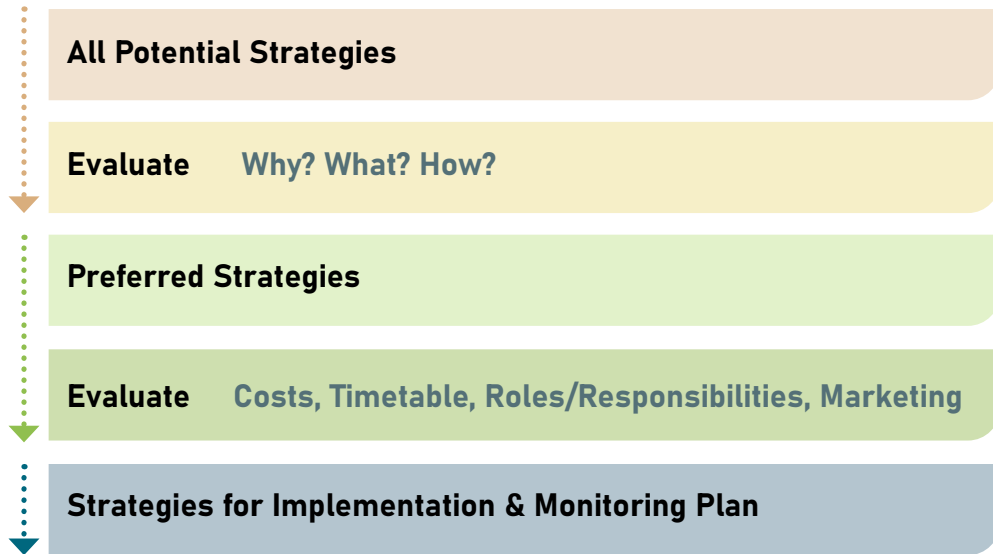 All Potential Strategies
Evaluate Why? What? How?
Preferred Strategies
Evaluate Costs, Timetable, Roles/Responsibilities, Marketing
Strategies for Implementation & Monitoring Plan